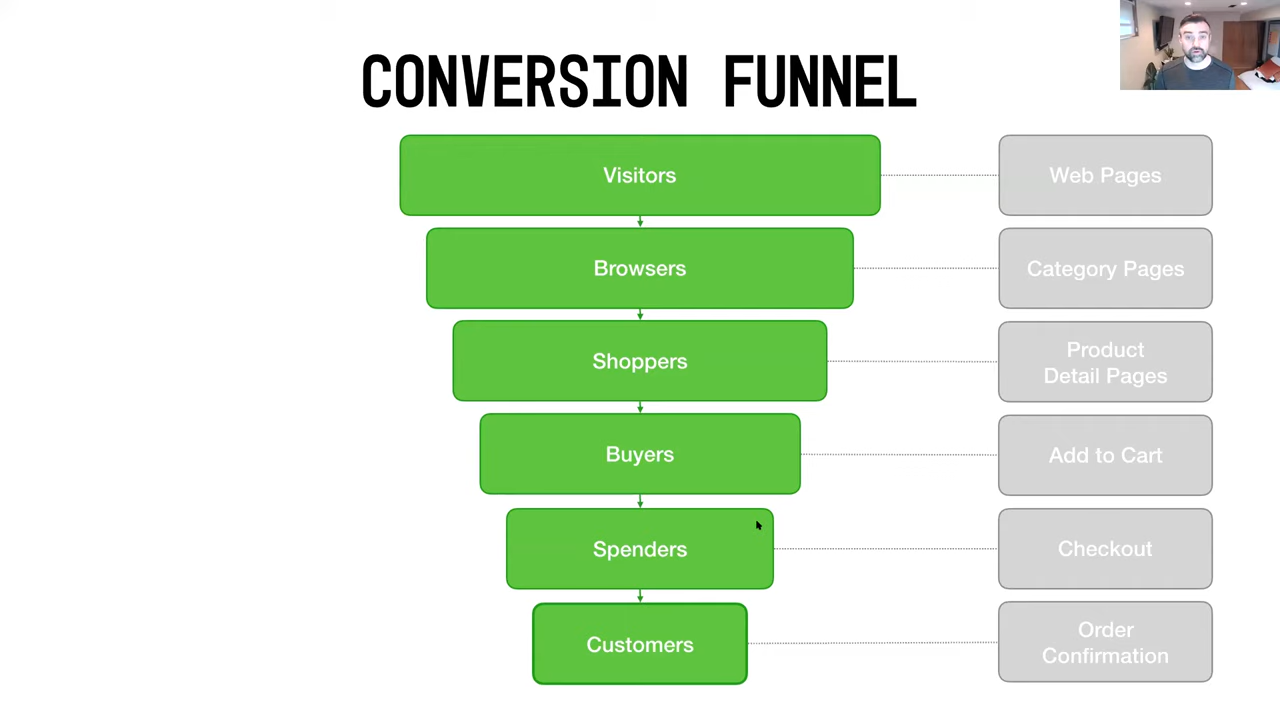 CONVERSION FUNNEL
Visitors
Web Pages
Browsers
Category Pages
Shoppers
Product
Detail Pages
Buyers
Add to Cart
Spenders
Checkout
Customers
Order
Confirmation